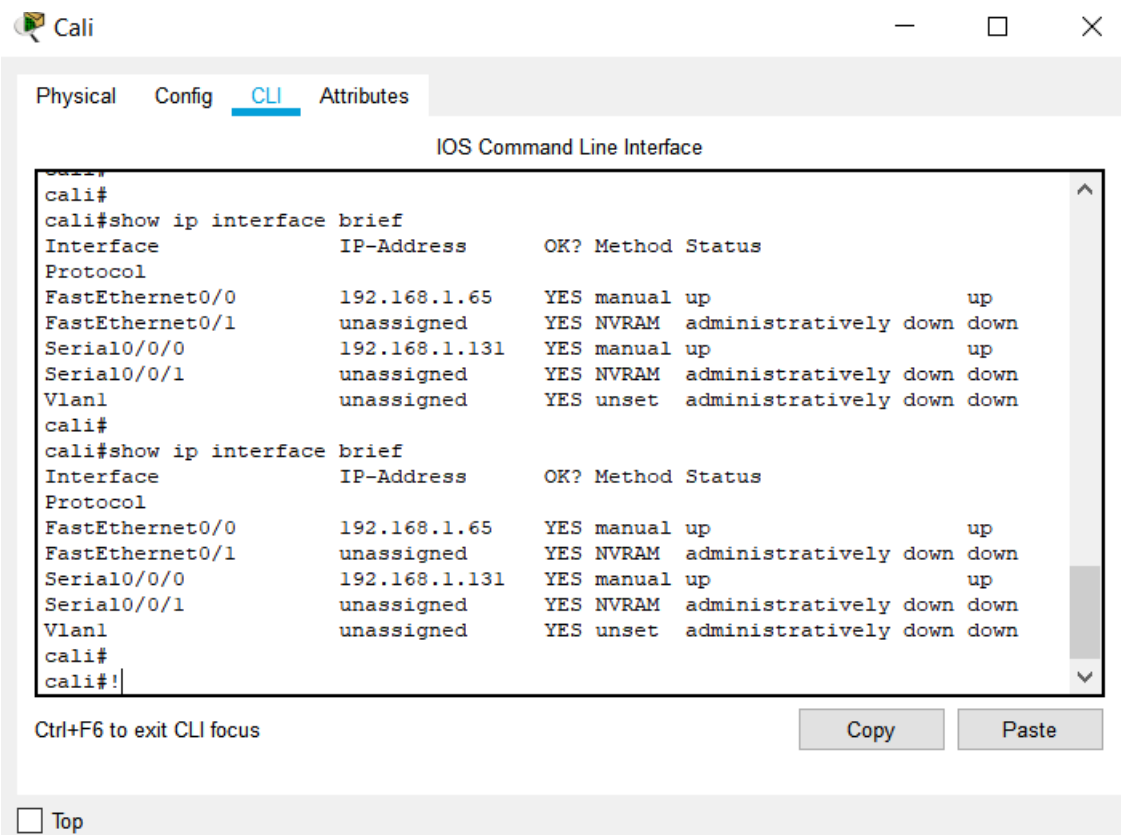 Cali
Physical Config CLI Attributes
IOS Command Line Interface
cali#
cali#
cali#show ip interface brief
Interface IP-Address OK? Method Status
Protocol
FastEthernet0/0 192.168.1.65 YES manual up up
FastEthernet0/1 unassigned YES NVRAM administratively down down
Serial0/0/0 192.168.1.131 YES manual up up
Serial0/0/1 unassigned YES NVRAM administratively down down
Vlan1 unassigned YES unset administratively down down
cali#
cali#show ip interface brief
Interface IP-Address OK? Method Status
Protocol
FastEthernet0/0 192.168.1.65 YES manual up up
FastEthernet0/1 unassigned YES NVRAM administratively down down
Serial0/0/0 192.168.1.131 YES manual up up
Serial0/0/1 unassigned YES NVRAM administratively down down
Vlan1 unassigned YES unset administratively down down
cali#
cali#!
Ctrl+F6 to exit CLI focus
Copy Paste
Top